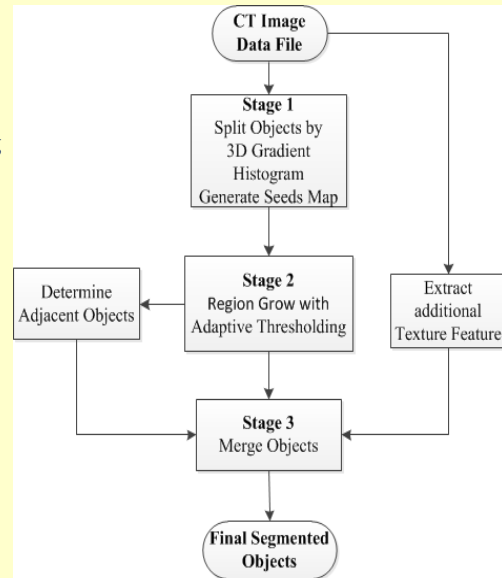 CT Image
Data File
Stage 1
Split Objects by
3D Gradient
Histogram
Generate Seeds Map
Stage 2
Region Grow with
Adaptive Thresholding
Determine
Adjacent Objects
Extract
additional
Texture Feature
Stage 3
Merge Objects
Final Segmented
Objects